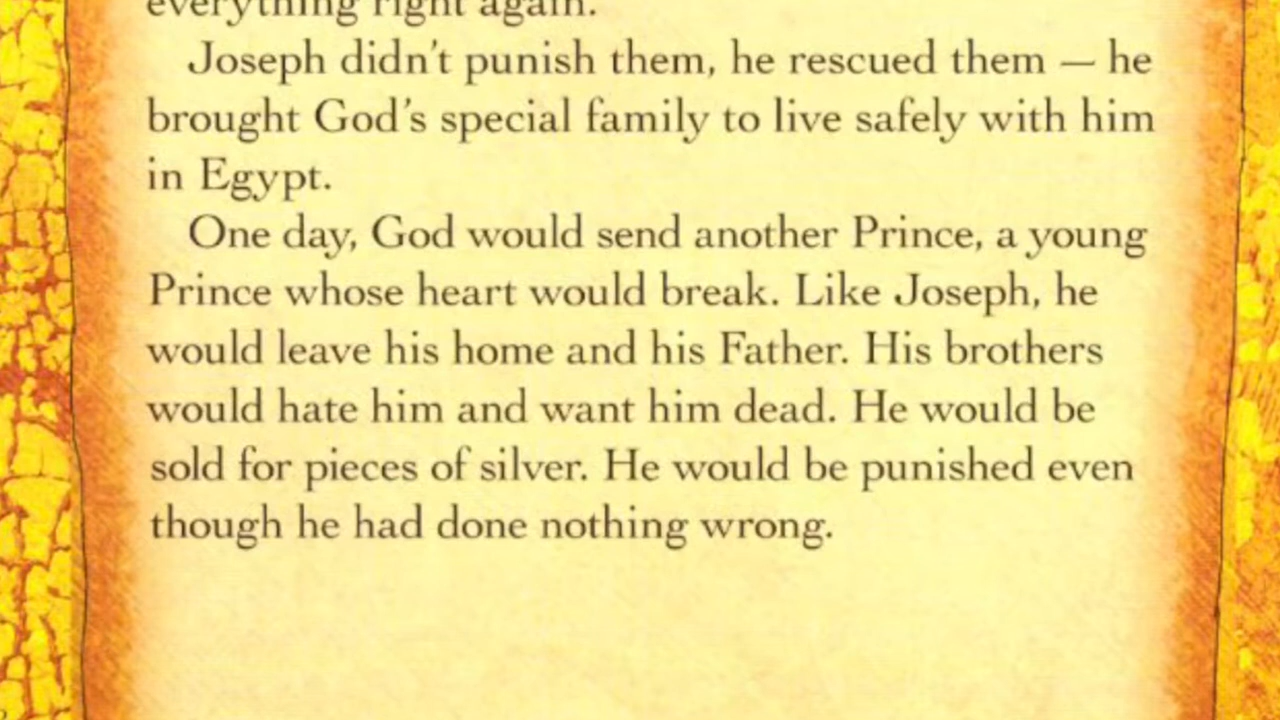 everything right again.
Joseph didn't punish them, he rescued them — he
brought God's special family to live safely with him
in Egypt.
One day, God would send another Prince, a young
Prince whose heart would break. Like Joseph, he
would leave his home and his Father. His brothers
would hate him and want him dead. He would be
sold for pieces of silver. He would be punished even
though he had done nothing wrong.